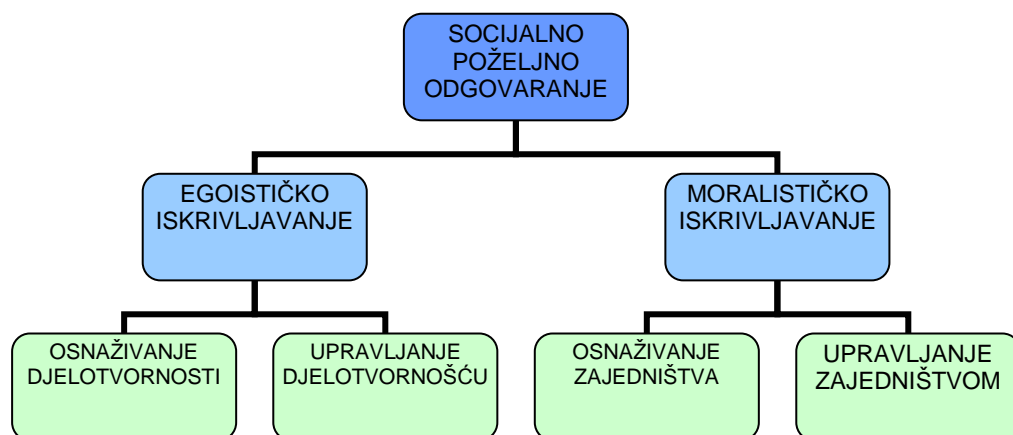 SOCIJALNO
POŽELJNO
ODGOVARANJE
EGOISTIČKO
ISKRIVLJAVANJE
MORALISTIČKO
ISKRIVLJAVANJE
OSNAŽIVANJE
DJELOTVORNOSTI
UPRAVLJANJE
DJELOTVORNOŠĆU
OSNAŽIVANJE
ZAJEDNIŠTVA
UPRAVLJANJE
ZAJEDNIŠTVOM